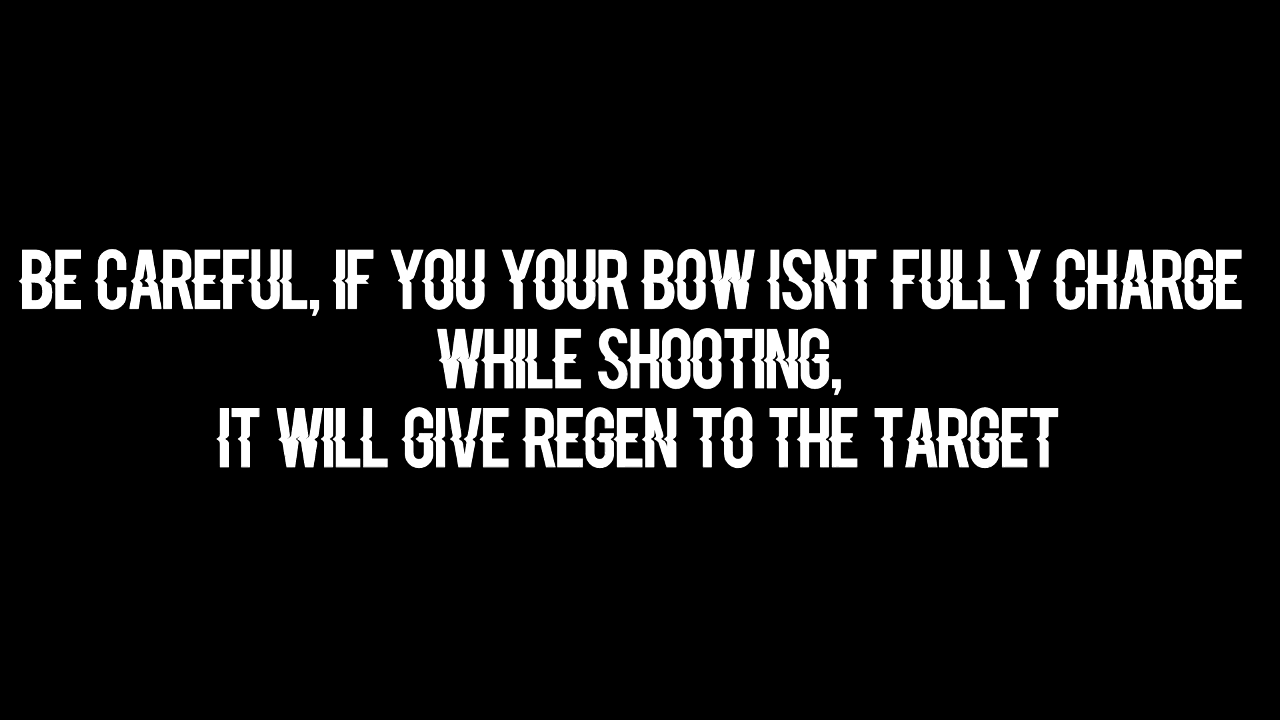 BE CAREFUL, IF YOU YOUR BOW ISNT FULLY CHARGE
WHILE SHOOTING,
IT WILL GIVE REGEN TO THE TARGET